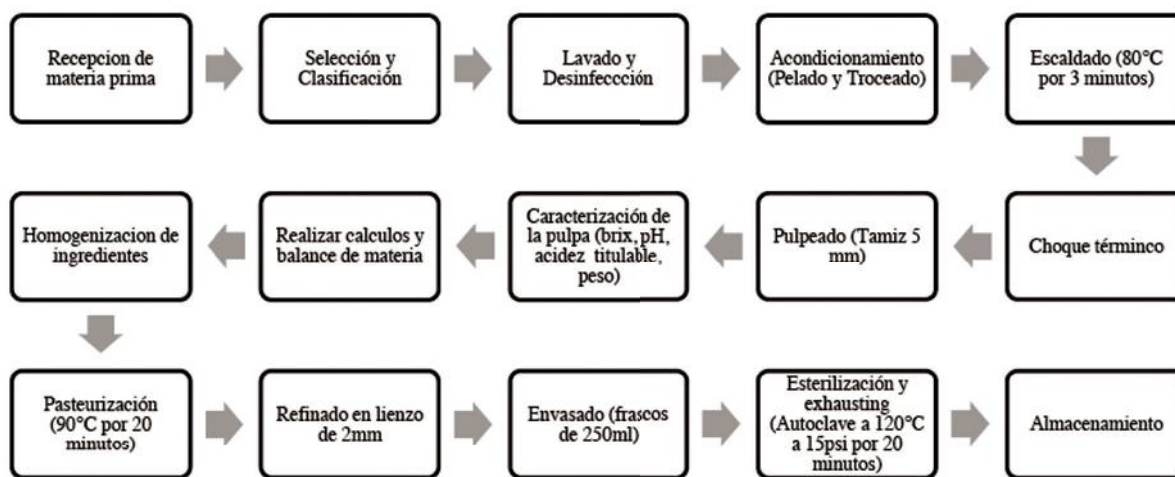 Recepcion de
materia prima
Selección y
Clasificación
Lavado y
Desinfeccción
Acondicionamiento
(Pelado y Troceado)
Escaldado (80°C
por 3 minutos)
Choque términco
Pulpeado (Tamiz 5
mm)
Caracterización de
la pulpa (brix, pH,
acidez titulable,
peso)
Realizar calculos y
balance de materia
Homogenizacion de
ingredientes
Pasteurización
(90°C por 20
minutos)
Refinado en lienzo
de 2mm
Envasado (frascos
de 250ml)
Esterilización y
exhausting
(Autoclave a 120°C
a 15psi por 20
minutos)
Almacenamiento